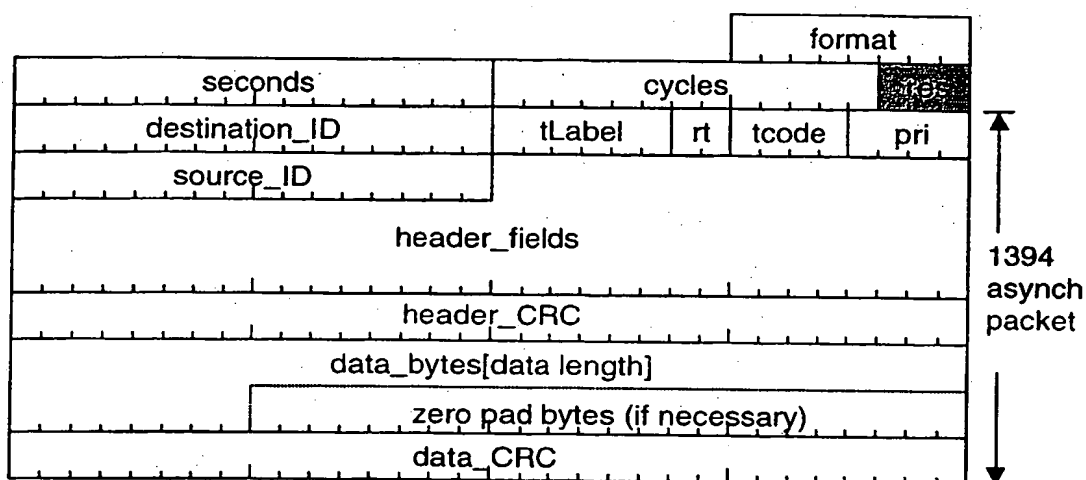 format
seconds cycles res
destination_ID tLabel rt tcode pri
source_ID
header_fields
header_CRC
data_bytes[data length]
zero pad bytes (if necessary)
data_CRC
1394
asynch
packet